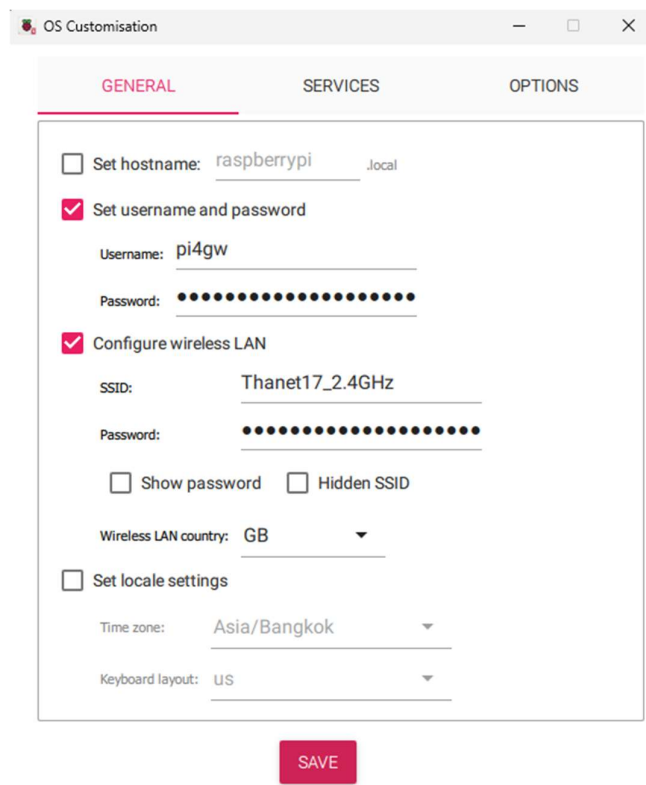 OS Customisation
GENERAL SERVICES OPTIONS
Set hostname: raspberrypi .local
Set username and password
Username: pi4gw
Password: ••••••••••••••••••••
Configure wireless LAN
SSID: Thanet17_2.4GHz
Password: ••••••••••••••••••••
Show password Hidden SSID
Wireless LAN country: GB
Set locale settings
Time zone: Asia/Bangkok
Keyboard layout: us
SAVE